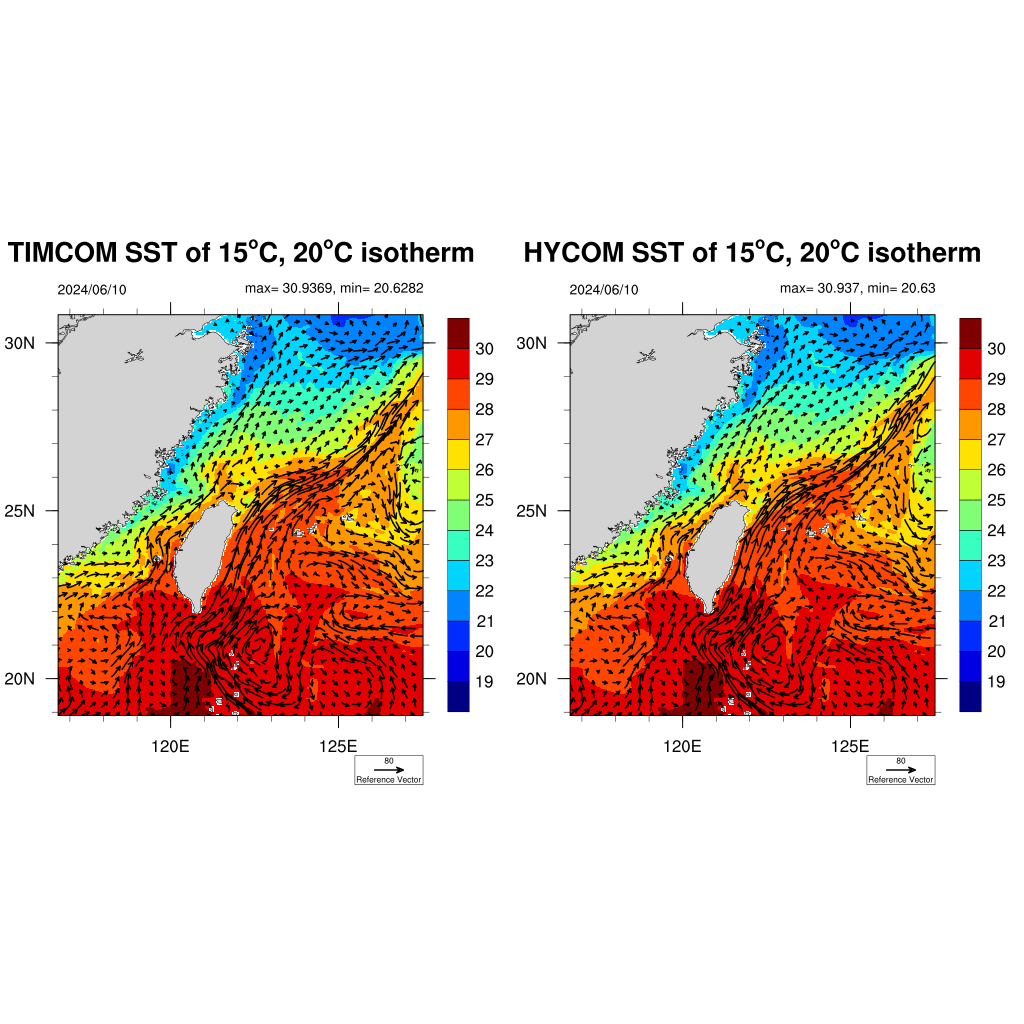 TIMCOM SST of 15°C, 20°C isotherm
2024/06/10 max= 30.9369, min= 20.6282
30N
25N
20N
120E 125E
30
29
28
27
26
25
24
23
22
21
20
19
80
Reference Vector
HYCOM SST of 15°C, 20°C isotherm
2024/06/10 max= 30.937, min= 20.63
30N
25N
20N
120E 125E
30
29
28
27
26
25
24
23
22
21
20
19
80
Reference Vector